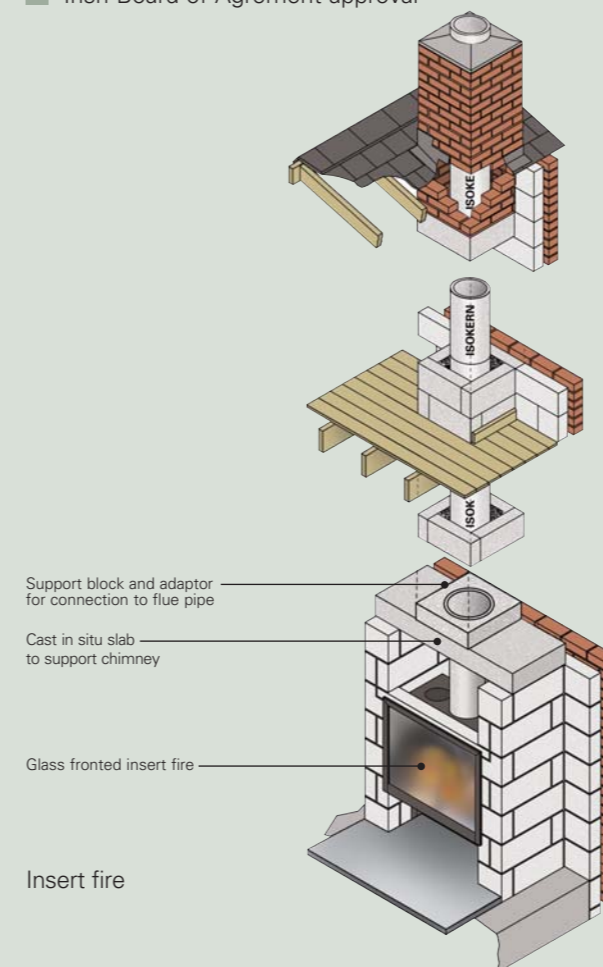 Irish Board of Agrement approval
ISOKE
ISOKERN
ISOK
Support block and adaptor
for connection to flue pipe
Cast in situ slab
to support chimney
Glass fronted insert fire
Insert fire